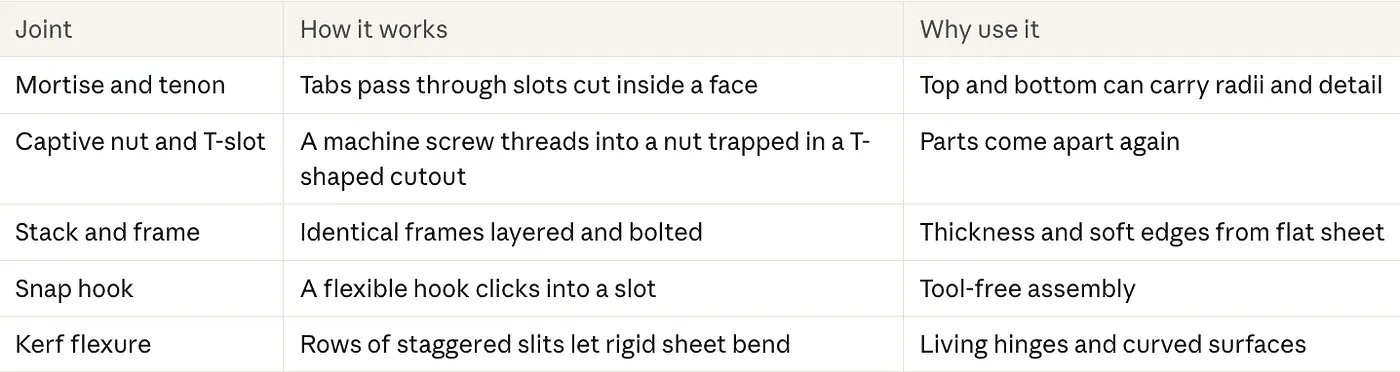 Joint How it works Why use it
Mortise and tenon Tabs pass through slots cut inside a face Top and bottom can carry radii and detail
Captive nut and T-slot A machine screw threads into a nut trapped in a T- Parts come apart again
shaped cutout
Stack and frame Identical frames layered and bolted Thickness and soft edges from flat sheet
Snap hook A flexible hook clicks into a slot Tool-free assembly
Kerf flexure Rows of staggered slits let rigid sheet bend Living hinges and curved surfaces